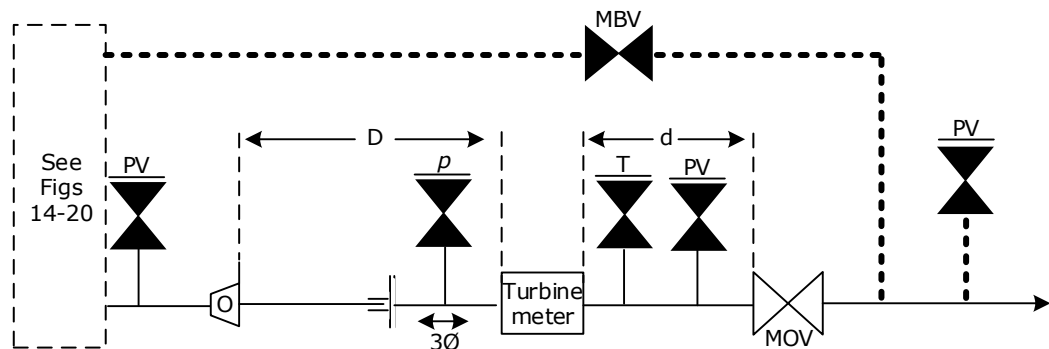 MBV
D
d
PV
See
Figs
14-20
PV
p
T
PV
O
Turbine
meter
3Ø
MOV